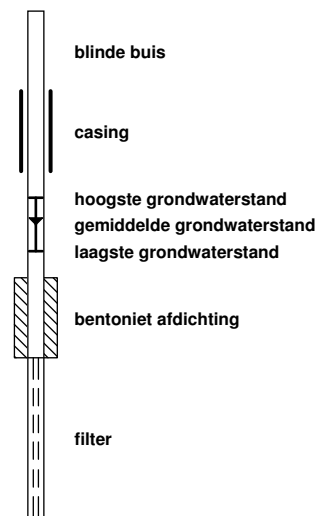 blinde buis
casing
hoogste grondwaterstand
gemiddelde grondwaterstand
laagste grondwaterstand
bentoniet afdichting
filter